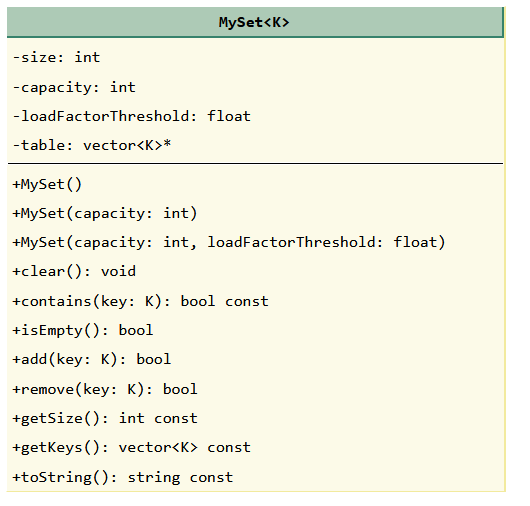 MySet<K>
-size: int
-capacity: int
-loadFactorThreshold: float
-table: vector<K>*
+MySet()
+MySet(capacity: int)
+MySet(capacity: int, loadFactorThreshold: float)
+clear(): void
+contains(key: K): bool const
+isEmpty(): bool
+add(key: K): bool
+remove(key: K): bool
+getSize(): int const
+getKeys(): vector<K> const
+toString(): string const